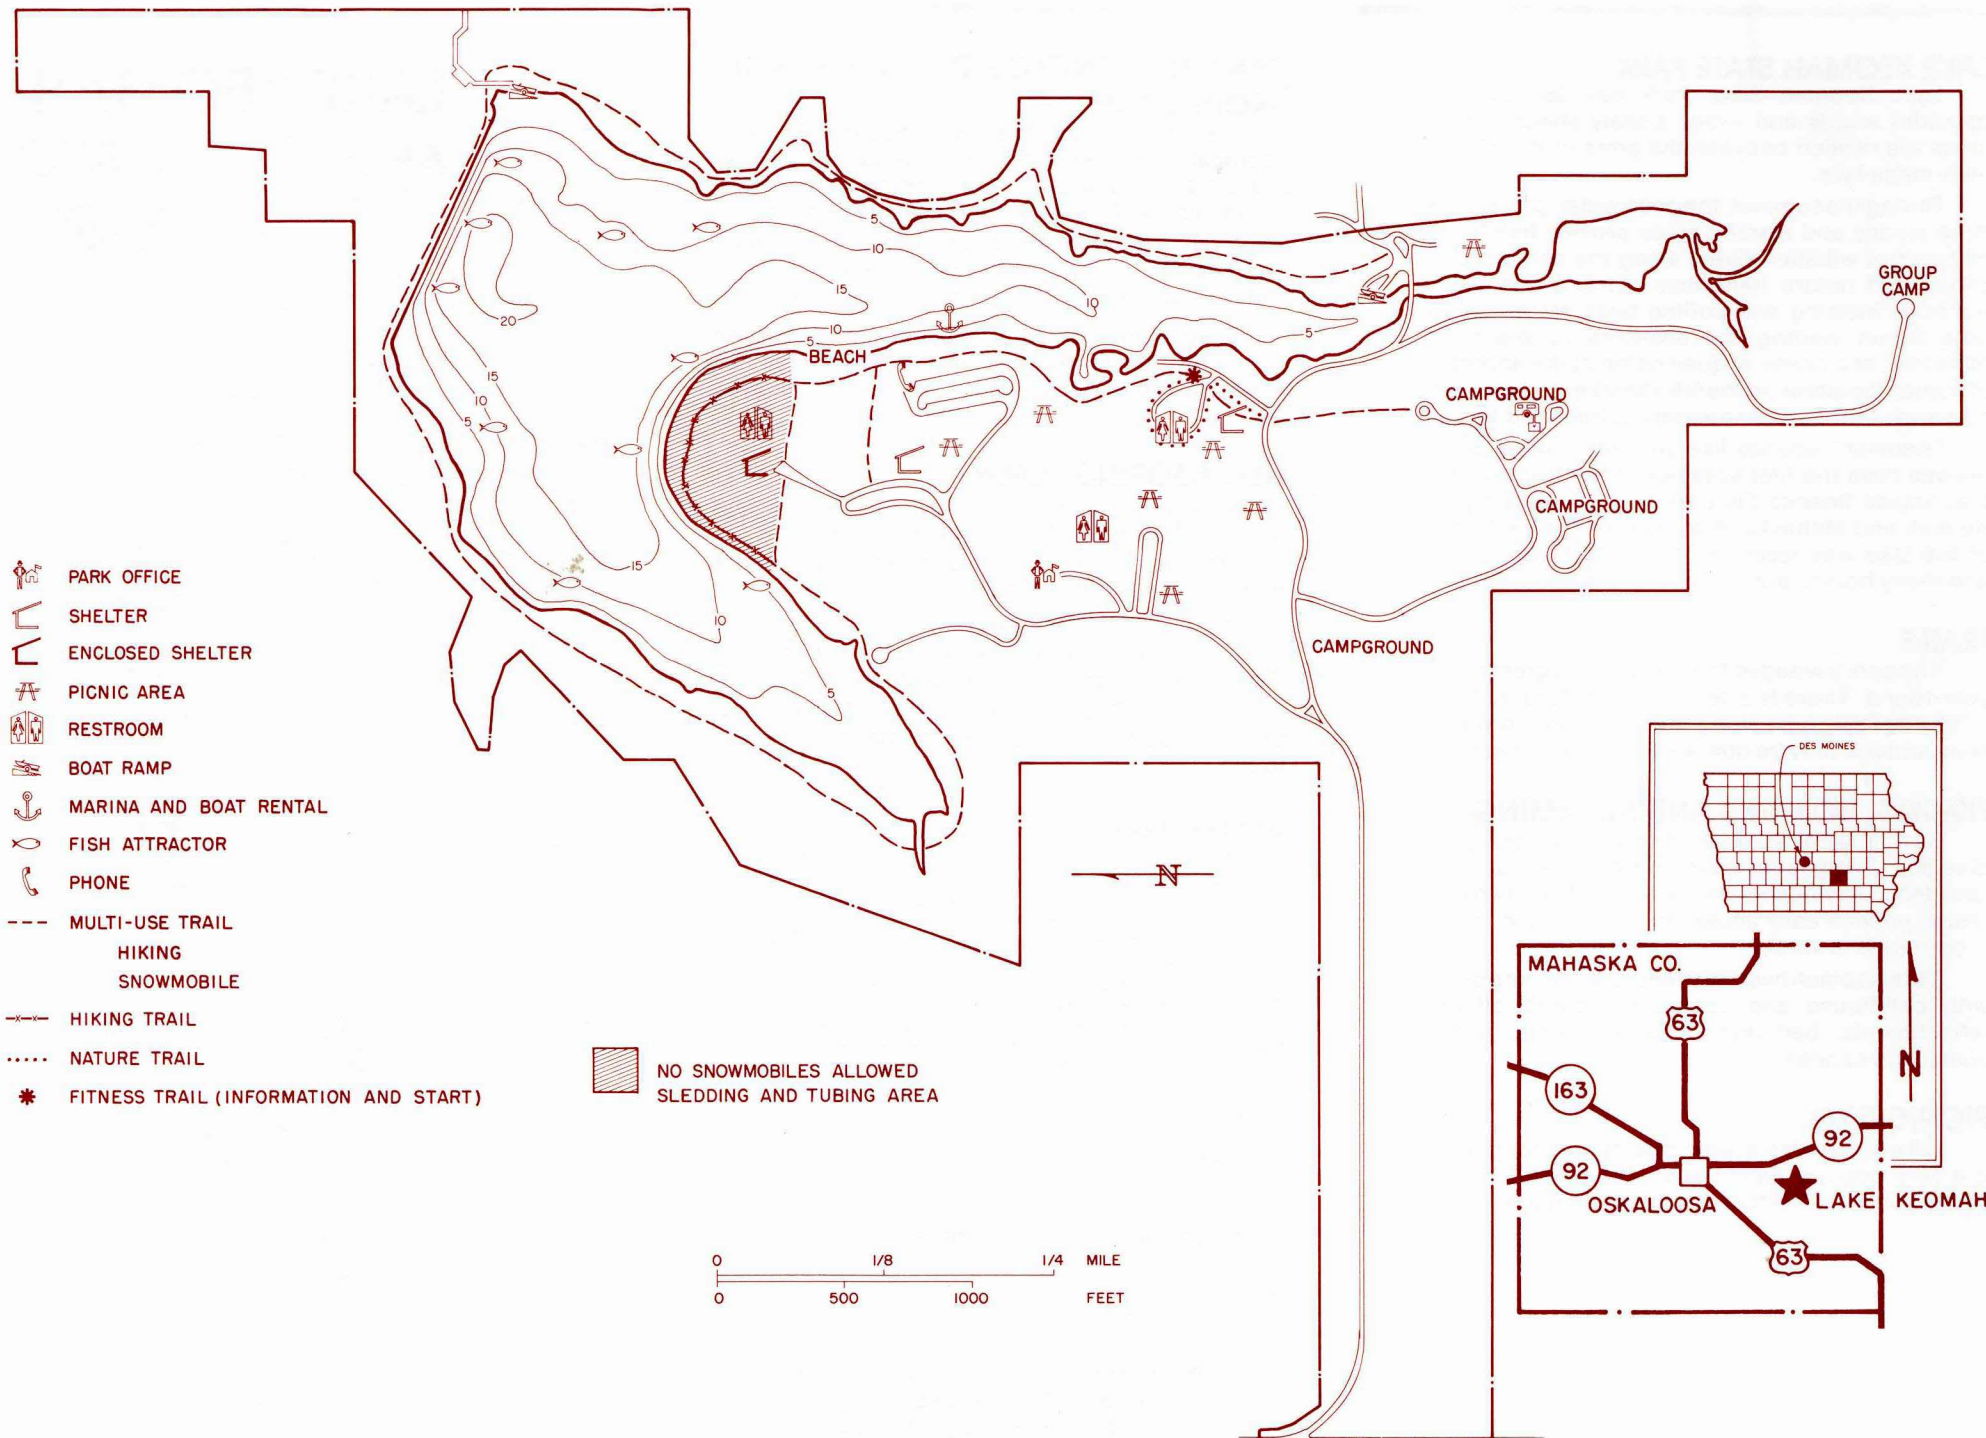 5
10
15
20
15
10
5
10
5
10
5
BEACH
15
10
5
15
10
5
GROUP
CAMP
CAMPGROUND
CAMPGROUND
CAMPGROUND
PARK OFFICE
SHELTER
ENCLOSED SHELTER
PICNIC AREA
RESTROOM
BOAT RAMP
MARINA AND BOAT RENTAL
FISH ATTRACTOR
PHONE
MULTI-USE TRAIL
HIKING
SNOWMOBILE
HIKING TRAIL
NATURE TRAIL
FITNESS TRAIL (INFORMATION AND START)
NO SNOWMOBILES ALLOWED
SLEDDING AND TUBING AREA
N
0 1/8 1/4 MILE
0 500 1000 FEET
DES MOINES
MAHASKA CO.
63
163
92
92
N
OSKALOOSA
LAKE KEOMAH
63